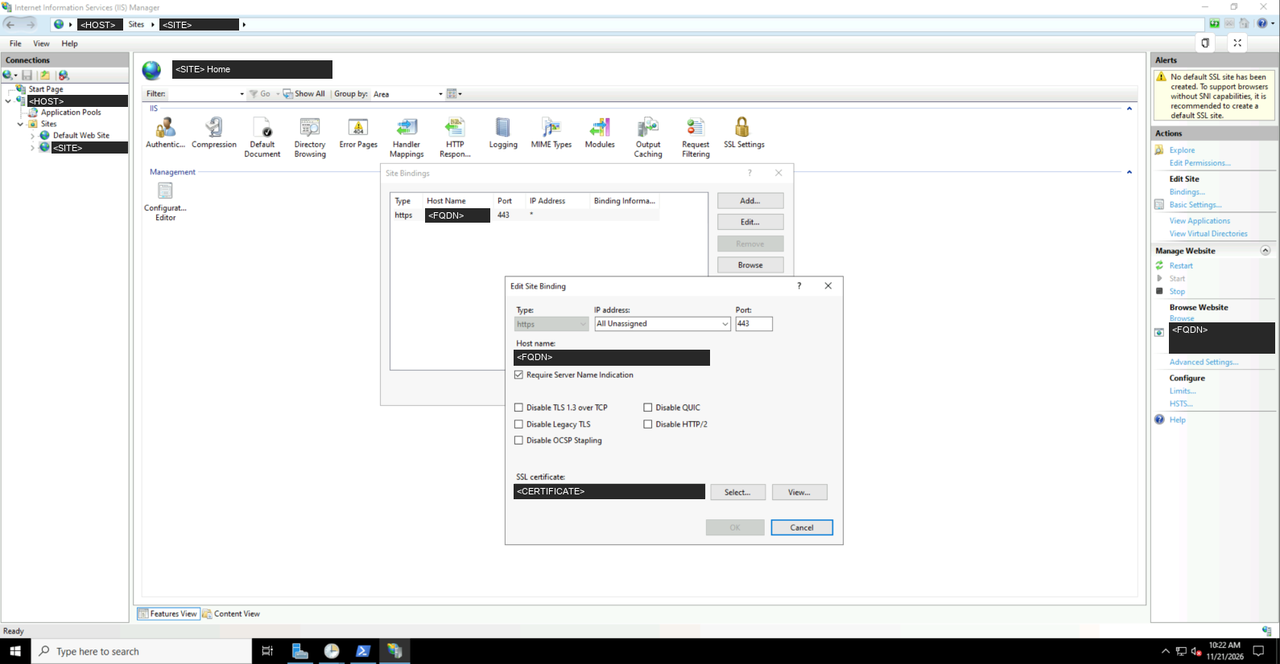 Internet Information Services (IIS) Manager
<HOST> Sites <SITE>
File View Help
Connections
Start Page
<HOST>
Application Pools
Sites
Default Web Site
<SITE>
<SITE> Home
Filter: Go Show All Group by: Area
IIS
Authentic... Compression Default Document Directory Browsing Error Pages Handler Mappings HTTP Respon... Logging MIME Types Modules Output Caching Request Filtering SSL Settings
Management
Configurat... Editor
Site Bindings ?
Type Host Name Port IP Address Binding Informa...
https <FQDN> 443 *
Add...
Edit...
Remove
Browse
Edit Site Binding ?
Type: IP address: Port:
https All Unassigned 443
Host name:
<FQDN>
Require Server Name Indication
Disable TLS 1.3 over TCP Disable QUIC
Disable Legacy TLS Disable HTTP/2
Disable OCSP Stapling
SSL certificate:
<CERTIFICATE> Select... View...
OK Cancel
Features View Content View
Alerts
No default SSL site has been
created. To support browsers
without SNI capabilities, it is
recommended to create a
default SSL site.
Actions
Explore
Edit Permissions...
Edit Site
Bindings...
Basic Settings...
View Applications
View Virtual Directories
Manage Website
Restart
Start
Stop
Browse Website
Browse
<FQDN>
Advanced Settings...
Configure
Limits...
HSTS...
Help
Ready
Type here to search
10:22 AM
11/21/2026